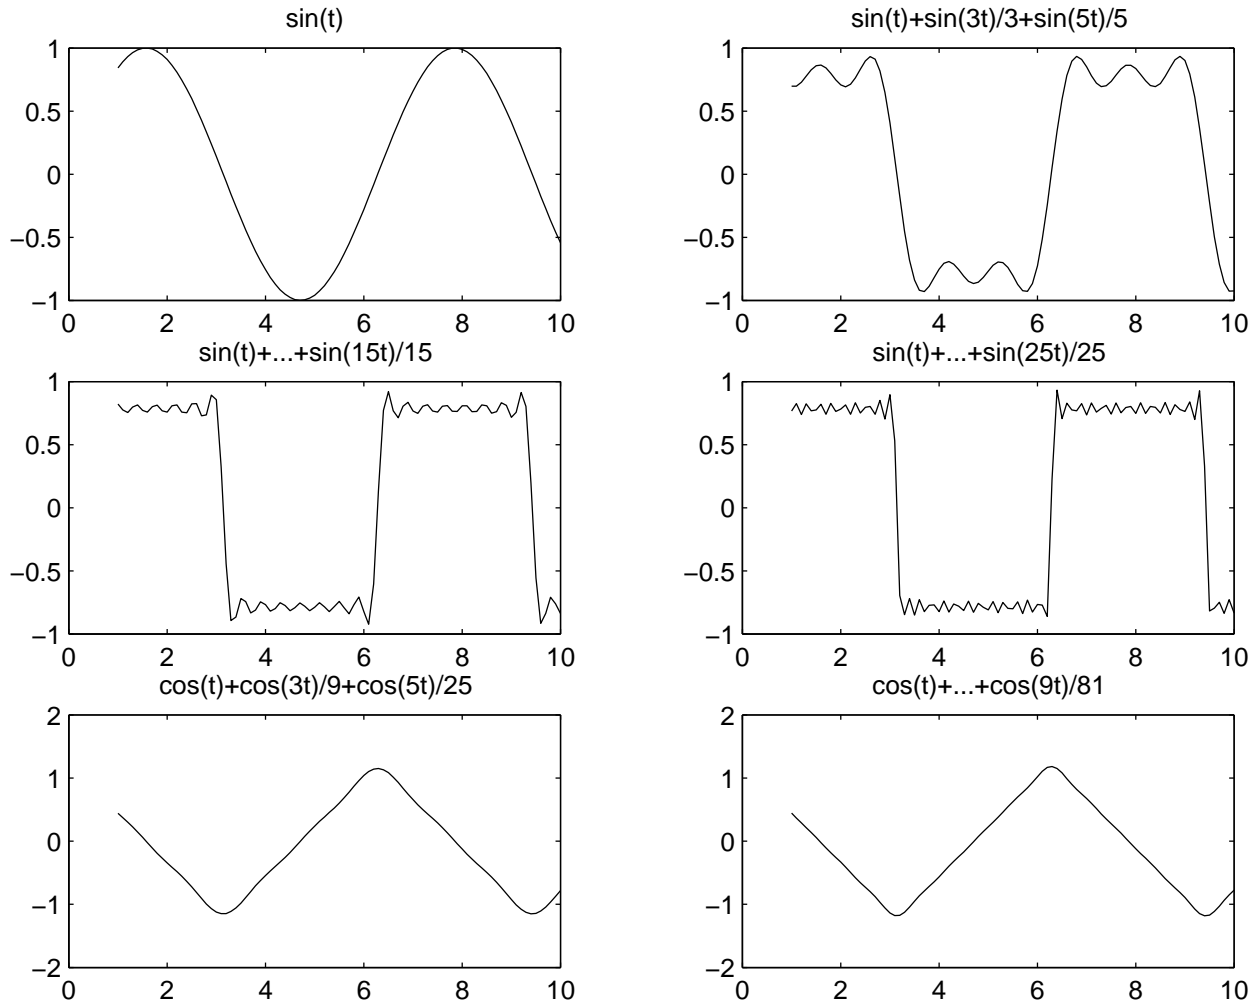 sin(t)
1
0.5
0
−0.5
−1
0 2 4 6 8 10
sin(t)+sin(3t)/3+sin(5t)/5
1
0.5
0
−0.5
−1
0 2 4 6 8 10
sin(t)+...+sin(15t)/15
1
0.5
0
−0.5
−1
0 2 4 6 8 10
sin(t)+...+sin(25t)/25
1
0.5
0
−0.5
−1
0 2 4 6 8 10
cos(t)+cos(3t)/9+cos(5t)/25
2
1
0
−1
−2
0 2 4 6 8 10
cos(t)+...+cos(9t)/81
2
1
0
−1
−2
0 2 4 6 8 10